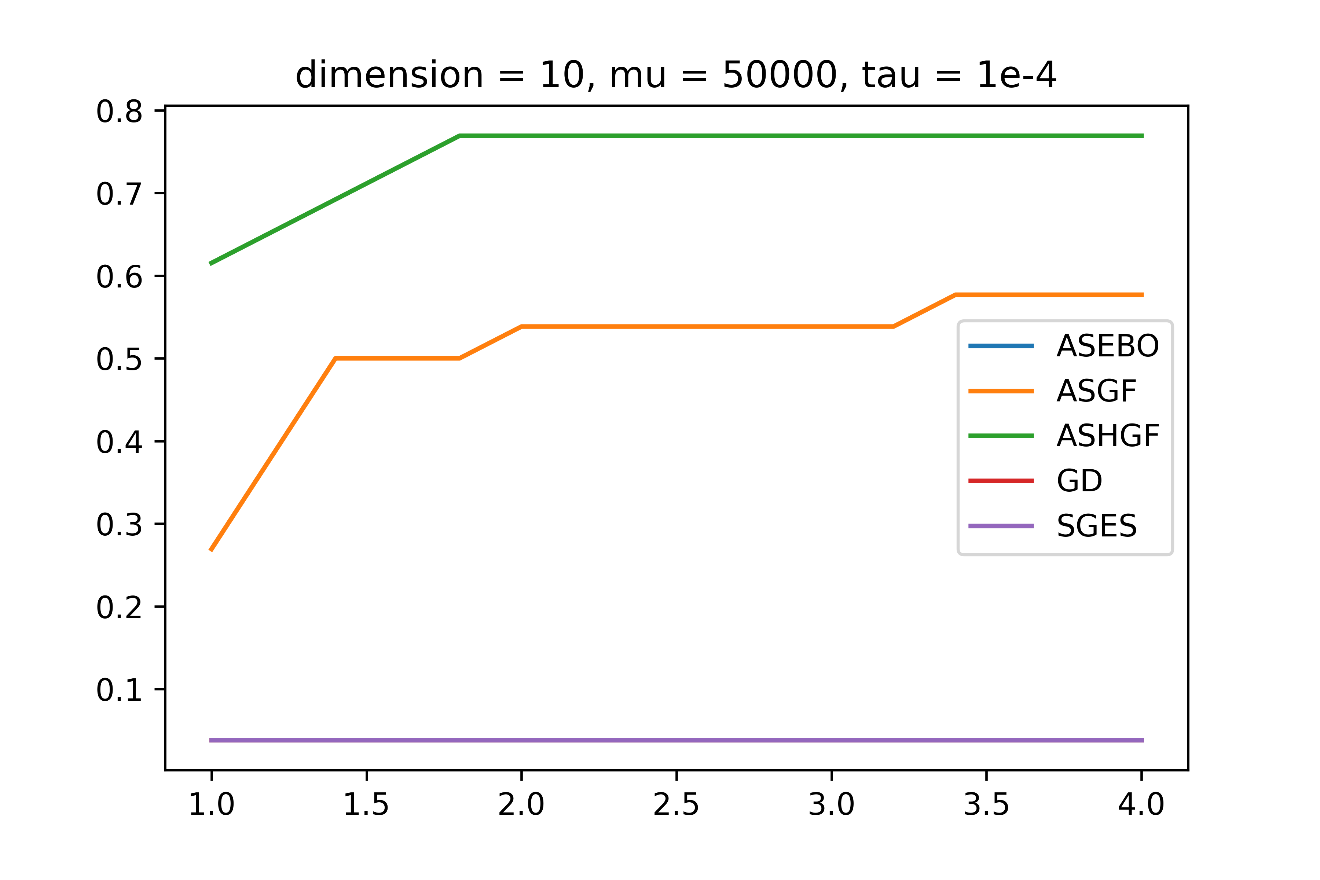 dimension = 10, mu = 50000, tau = 1e-4
0.8
0.7
0.6
0.5
0.4
0.3
0.2
0.1
ASEBO
ASGF
ASHGF
GD
SGES
1.0 1.5 2.0 2.5 3.0 3.5 4.0